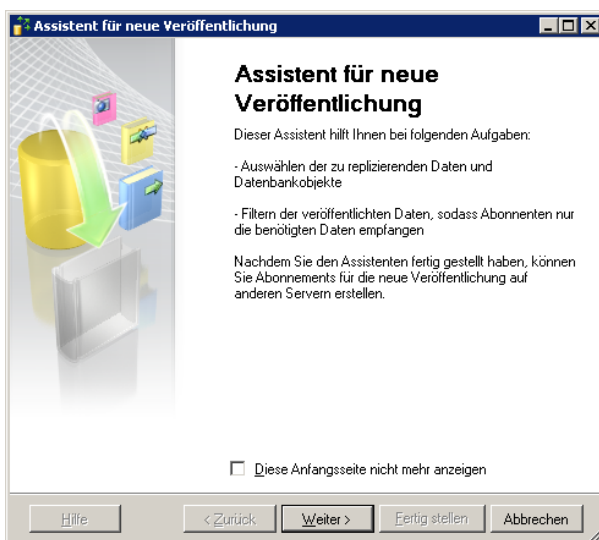 Assistent für neue Veröffentlichung
Assistent für neue
Veröffentlichung
Dieser Assistent hilft Ihnen bei folgenden Aufgaben:
- Auswählen der zu replizierenden Daten und
Datenbankobjekte
- Filtern der veröffentlichten Daten, sodass Abonnenten nur
die benötigten Daten empfangen
Nachdem Sie den Assistenten fertig gestellt haben, können
Sie Abonnements für die neue Veröffentlichung auf
anderen Servern erstellen.
Diese Anfangsseite nicht mehr anzeigen
Hilfe
< Zurück
Weiter >
Fertig stellen
Abbrechen